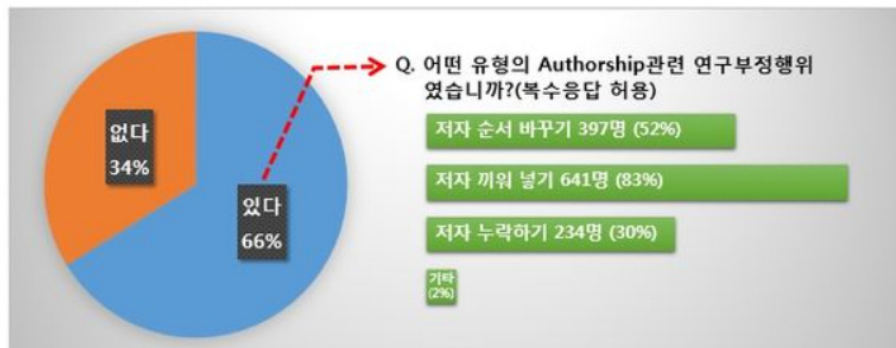 없다
34%
있다
66%
Q. 어떤 유형의 Authorship관련 연구부정행위
였습니까?(복수응답 허용)
저자 순서 바꾸기 397명 (52%)
저자 끼워 넣기 641명 (83%)
저자 누락하기 234명 (30%)
기타
(2%)